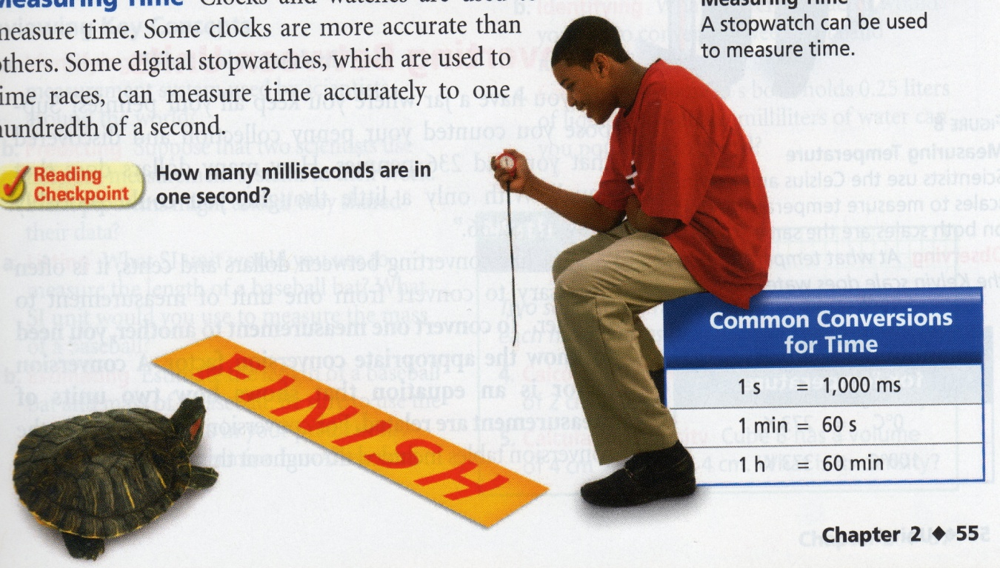 Measuring Time Clocks and watches are used to
measure time. Some clocks are more accurate than
others. Some digital stopwatches, which are used to
time races, can measure time accurately to one
hundredth of a second.
Reading
Checkpoint
How many milliseconds are in
one second?
Measuring Time
A stopwatch can be used
to measure time.
FINISH
Common Conversions
for Time
1 s = 1,000 ms
1 min = 60 s
1 h = 60 min
Chapter 2 ◆ 55